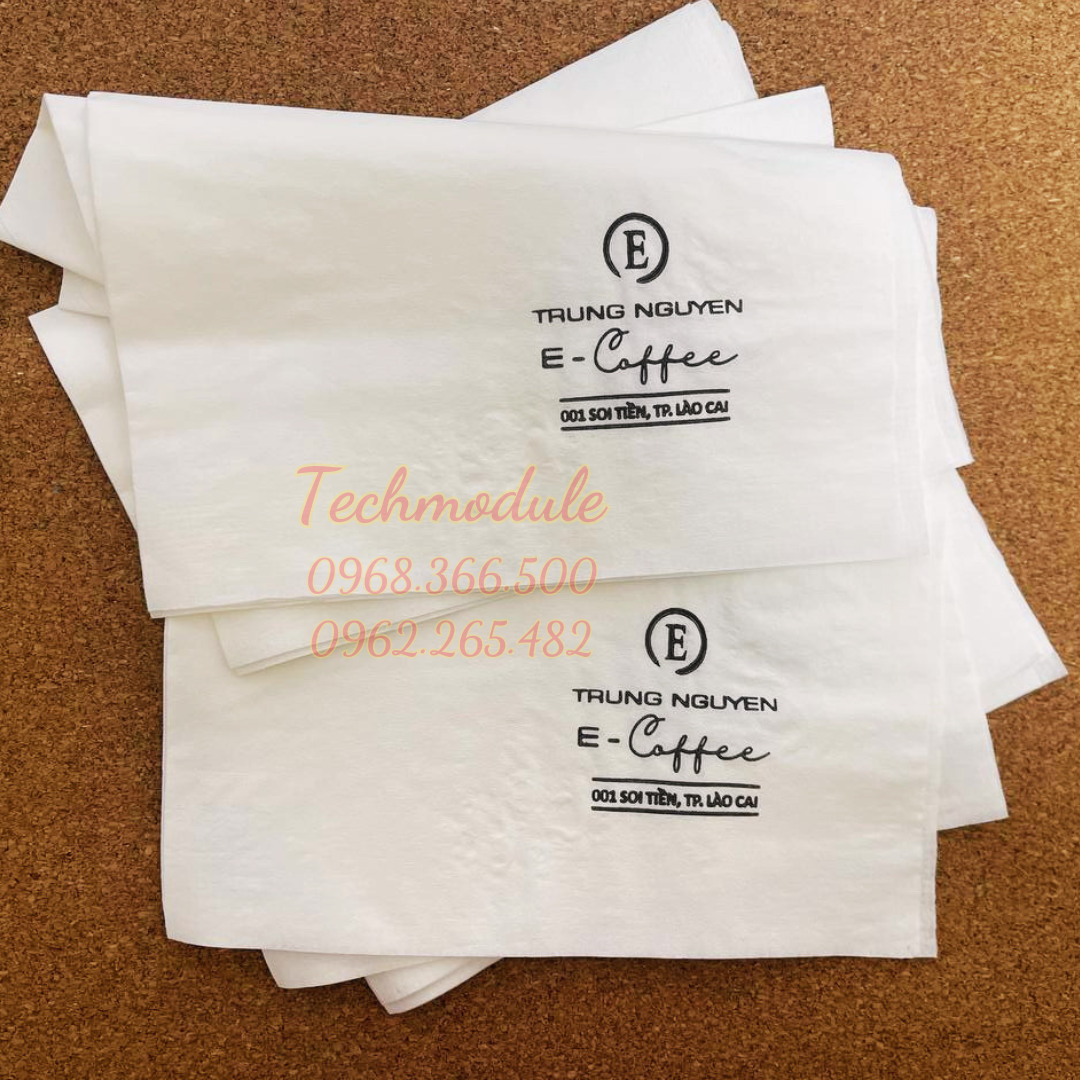 E
TRUNG NGUYEN
E - Coffee
001 SOI TIỀN, TP. LÀO CAI
Techmodule
0968.366.500
0962.265.482
E
TRUNG NGUYEN
E - Coffee
001 SOI TIỀN, TP. LÀO CAI